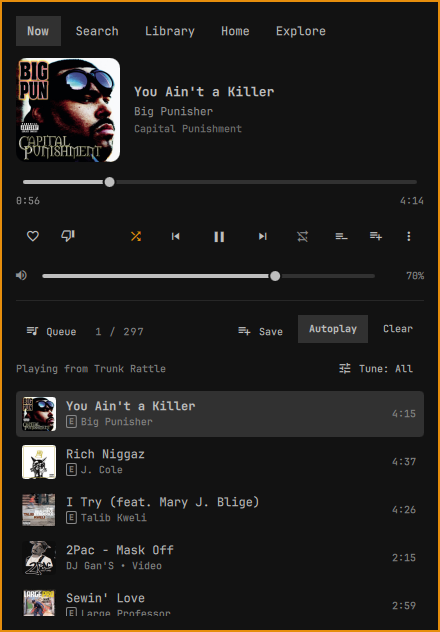 Now Search Library Home Explore
BIG
PUN
CAPITAL
PUNISHMENT
You Ain't a Killer
Big Punisher
Capital Punishment
0:56 4:14
70%
Queue 1 / 297 Save Autoplay Clear
Playing from Trunk Rattle Tune: All
You Ain't a Killer
E Big Punisher 4:15
Rich Niggaz
E J. Cole 4:37
I Try (feat. Mary J. Blige)
E Talib Kweli 4:26
2Pac - Mask Off
DJ Gan'S • Video 2:15
Sewin' Love
E Large Professor 2:59